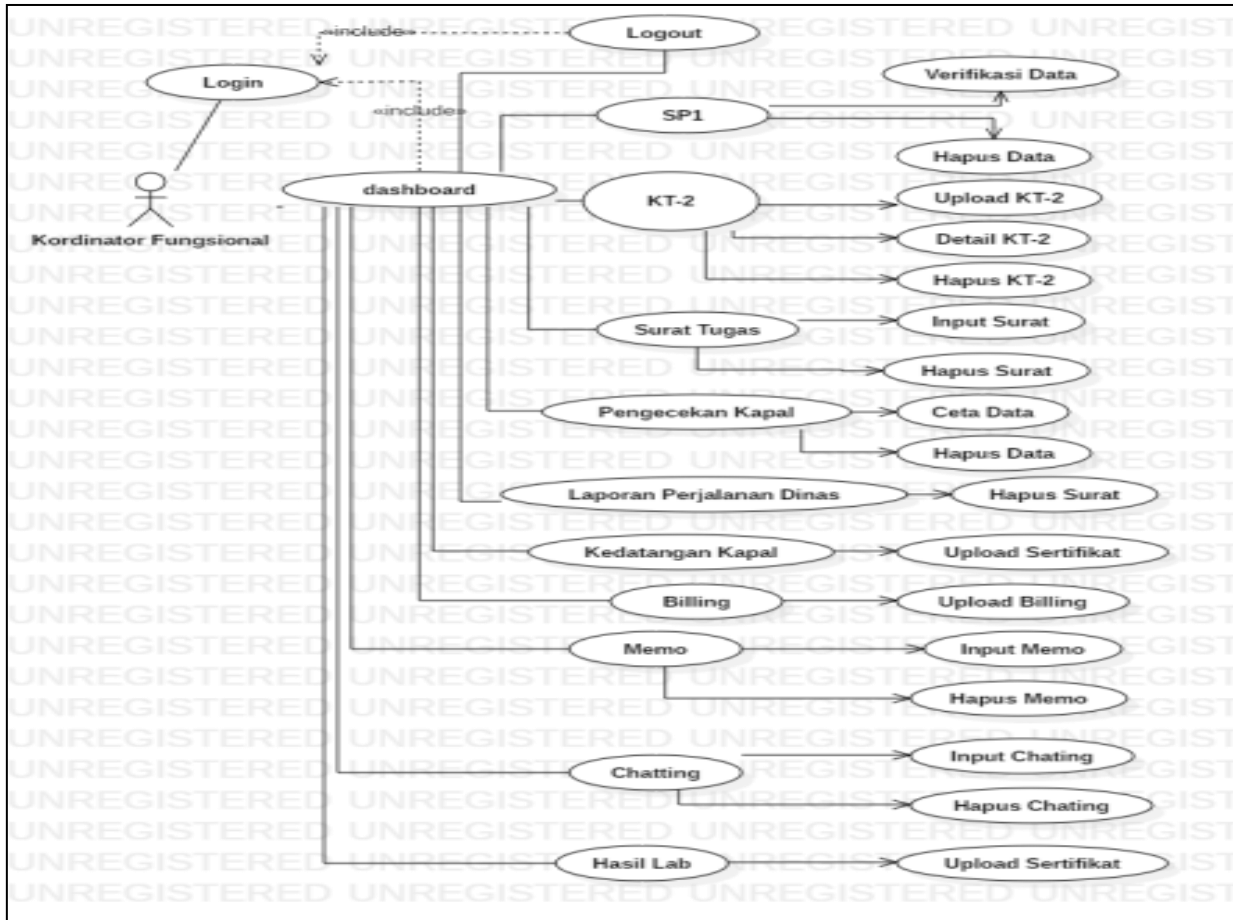 Logout
«include»
Login
Verifikasi Data
«include»
SP1
Hapus Data
dashboard
KT-2
Upload KT-2
Kordinator Fungsional
Detail KT-2
Hapus KT-2
Surat Tugas
Input Surat
Hapus Surat
Pengecekan Kapal
Ceta Data
Hapus Data
Laporan Perjalanan Dinas
Hapus Surat
Kedatangan Kapal
Upload Sertifikat
Billing
Upload Billing
Memo
Input Memo
Hapus Memo
Chatting
Input Chating
Hapus Chating
Hasil Lab
Upload Sertifikat
UNREGISTERED